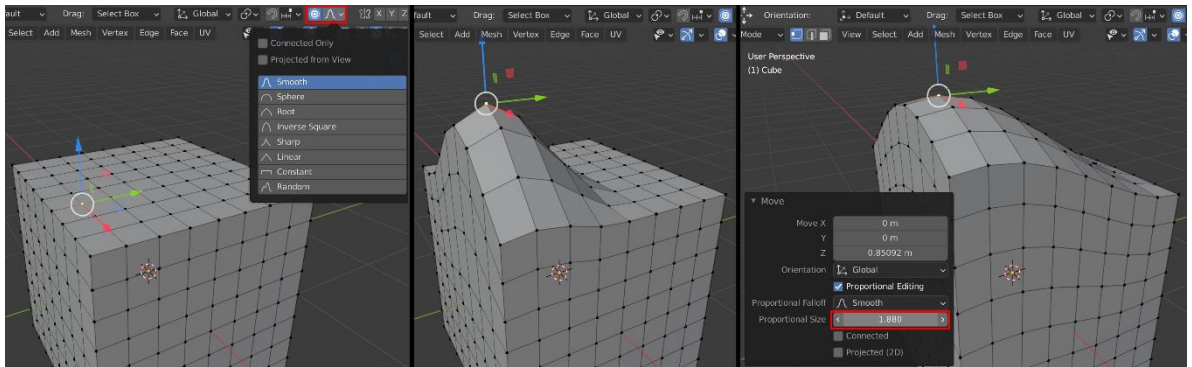 ault Drag: Select Box Global X Y Z
Select Add Mesh Vertex Edge Face UV
Connected Only
Projected from View
Smooth
Sphere
Root
Inverse Square
Sharp
Linear
Constant
Random
fault Drag: Select Box Global
Select Add Mesh Vertex Edge Face UV
Orientation: Default Drag: Select Box Global
Mode View Select Add Mesh Vertex Edge Face UV
User Perspective
(1) Cube
Move
Move X 0 m
Y 0 m
Z 0.85092 m
Orientation Global
Proportional Editing
Proportional Falloff Smooth
Proportional Size 1.880
Connected
Projected (2D)